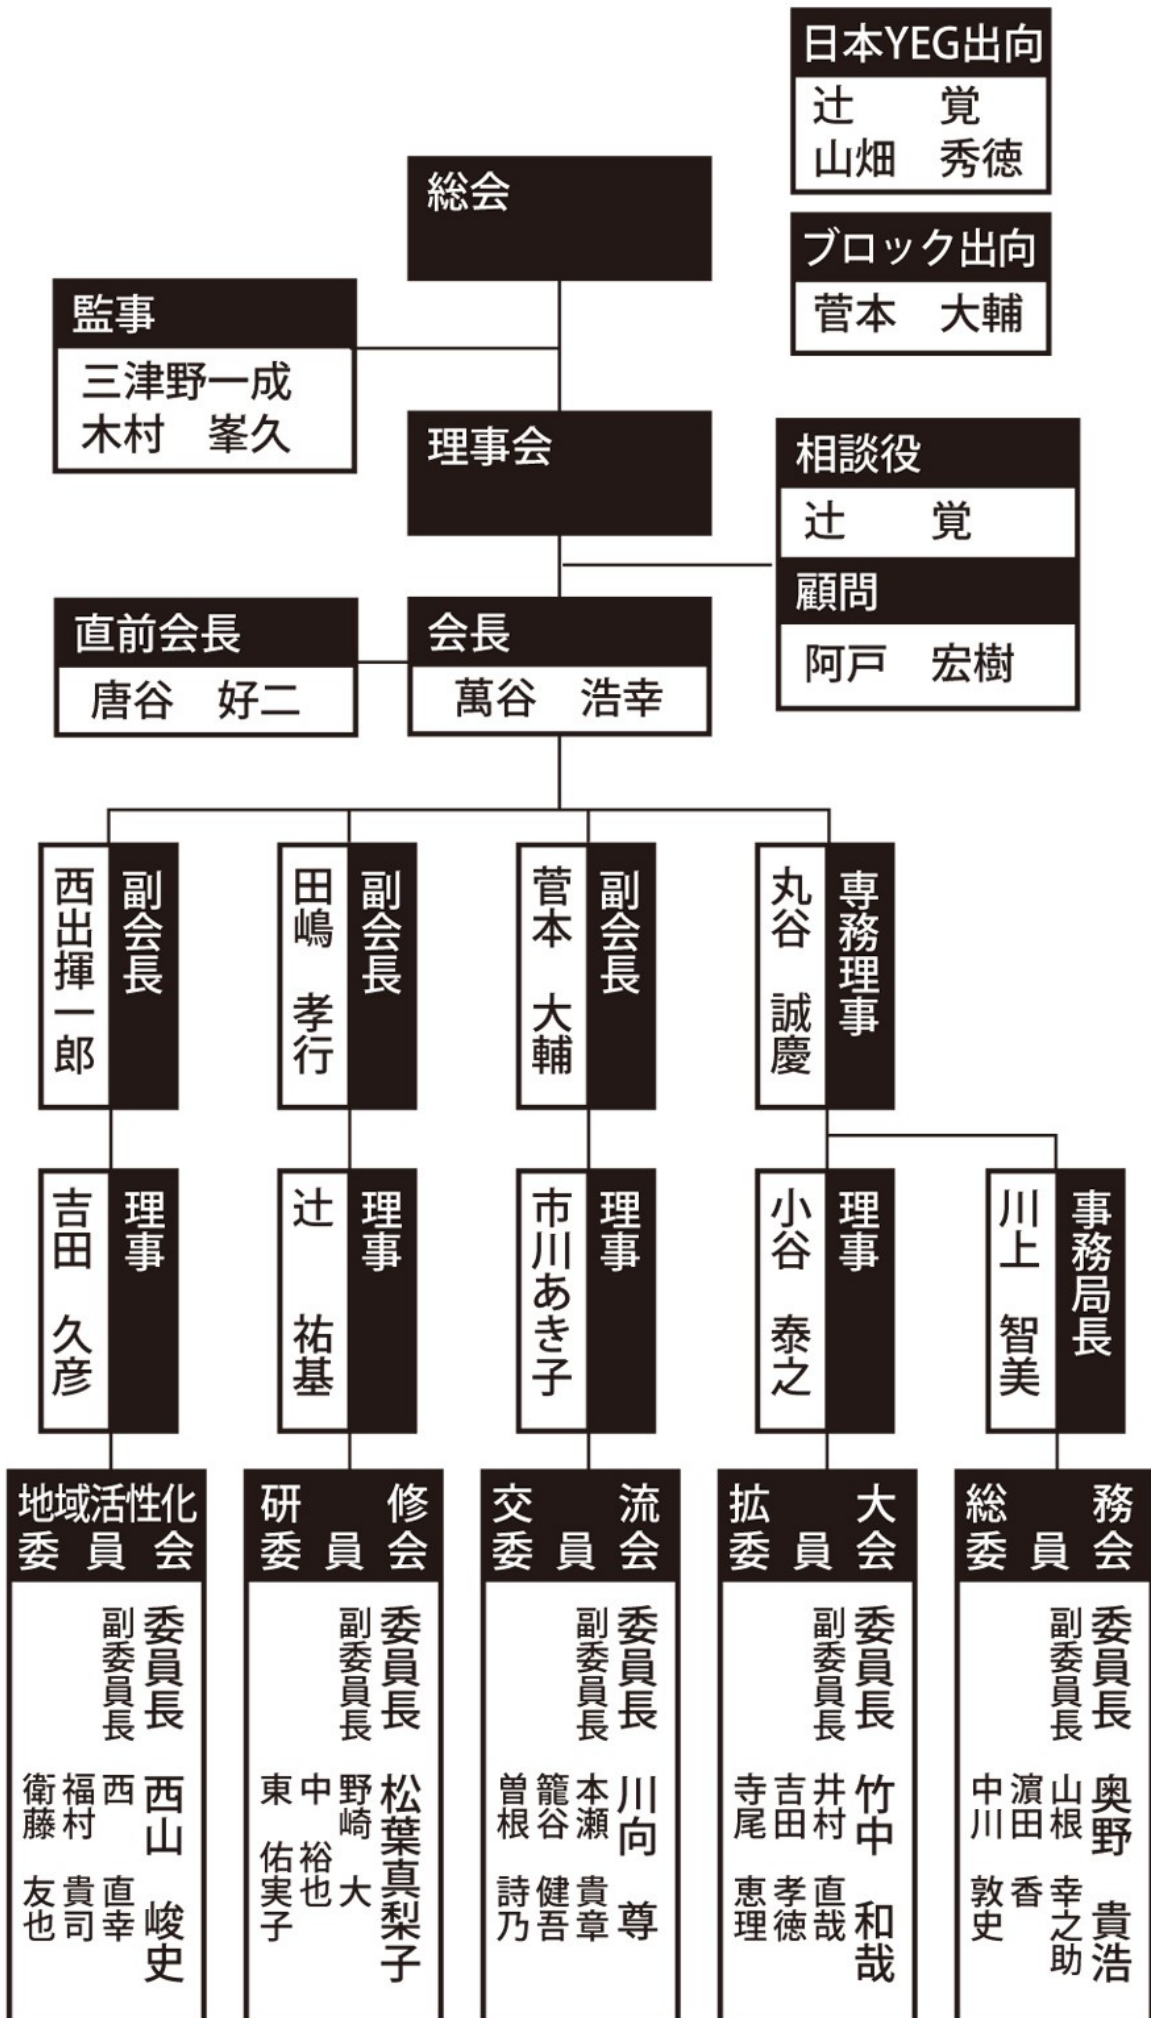 日本YEG出向
辻　覚
山畑　秀徳
総会
ブロック出向
菅本　大輔
監事
三津野一成
木村　峯久
理事会
相談役
辻　覚
顧問
阿戸　宏樹
直前会長
唐谷　好二
会長
萬谷　浩幸
副会長
西出揮一郎
副会長
田嶋　孝行
副会長
菅本　大輔
専務理事
丸谷　誠慶
理事
吉田　久彦
理事
辻　祐基
理事
市川あき子
理事
小谷　泰之
事務局長
川上　智美
地域活性化
委員会
委員長　西山　峻史
副委員長　西　直幸
福村　貴司
衛藤　友也
研修
委員会
委員長　松葉真梨子
副委員長　野崎　大
中　裕也
東　佑実子
交流
委員会
委員長　川向　尊
副委員長　本瀬　貴章
籠谷　健吾
曽根　詩乃
拡大
委員会
委員長　竹中　和哉
副委員長　井村　直哉
吉田　孝徳
寺尾　恵理
総務
委員会
委員長　奥野　貴浩
副委員長　山根　幸之助
濵田　香
中川　敦史